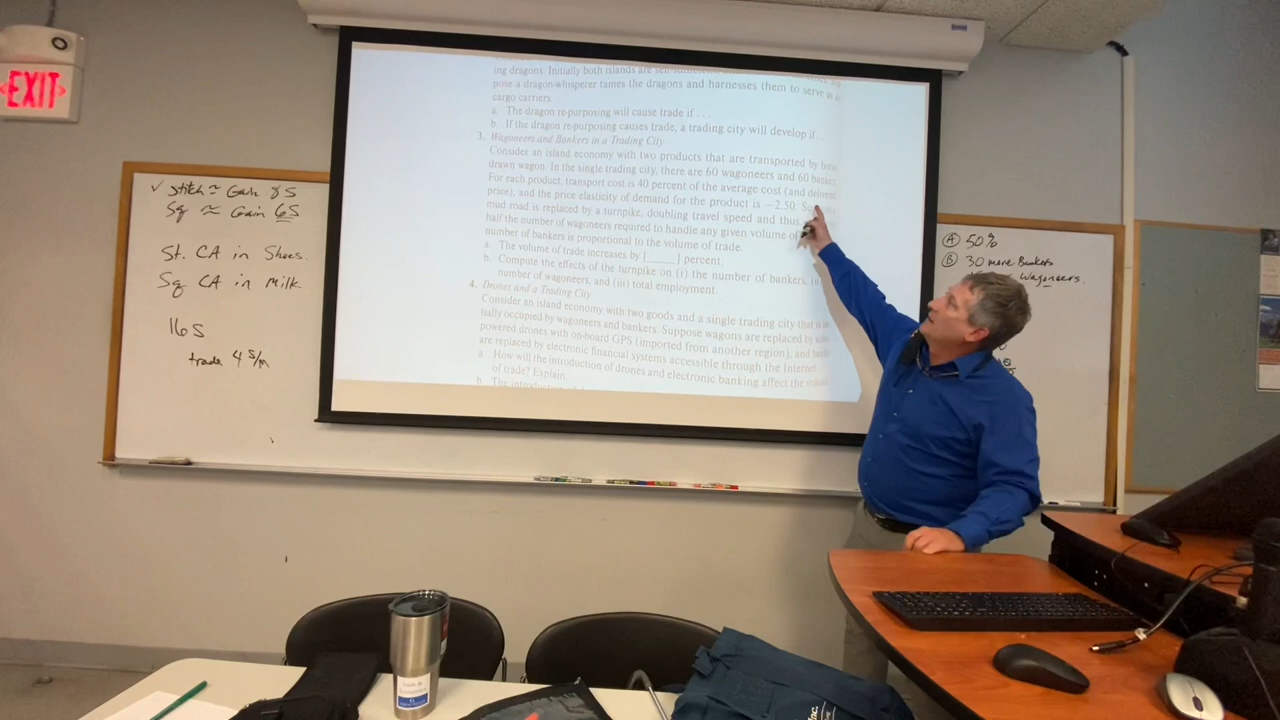 EXIT
✓ Stitch ≈ Gain of S
Sq ≈ Gain 6S
St. CA in Shoes.
Sq CA in Milk.
16S
trade 4 S/M
ing dragons. Initially both islands are
pose a dragon-whisperer tames the dragons and harnesses them to serve as
cargo carriers.
a. The dragon re-purposing will cause trade if . . .
b. If the dragon re-purposing causes trade, a trading city will develop if . .
3. Wagoneers and Bankers in a Trading City
Consider an island economy with two products that are transported by horse
drawn wagon. In the single trading city, there are 60 wagoneers and 60 bankers
For each product, transport cost is 40 percent of the average cost (and delivered
price), and the price elasticity of demand for the product is −2.50.
mud road is replaced by a turnpike, doubling travel speed and thus
half the number of wagoneers required to handle any given volume of
number of bankers is proportional to the volume of trade.
a. The volume of trade increases by [_____] percent.
b. Compute the effects of the turnpike on (i) the number of bankers, (ii)
number of wagoneers, and (iii) total employment.
4. Drones and a Trading City
Consider an island economy with two goods and a single trading city that is
tially occupied by wagoneers and bankers. Suppose wagons are replaced by
powered drones with on-board GPS (imported from another region), and
are replaced by electronic financial systems accessible through the Internet.
a. How will the introduction of drones and electronic banking affect the volume
of trade? Explain.
b. The
A 50%
B 30 more Bankers
Wagoneers.
Inc.